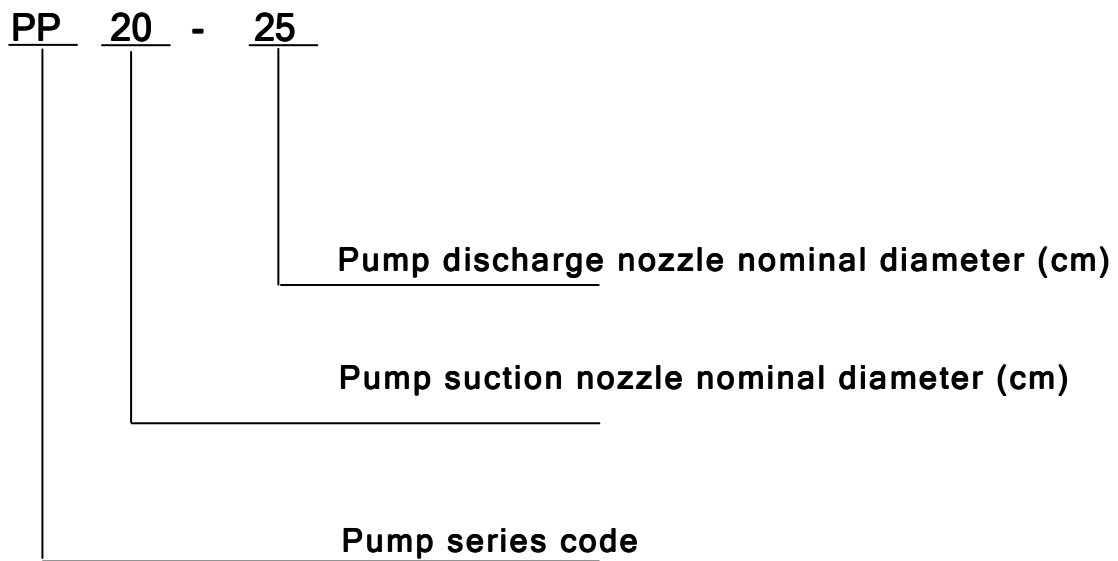 PP 20 - 25
Pump discharge nozzle nominal diameter (cm)
Pump suction nozzle nominal diameter (cm)
Pump series code